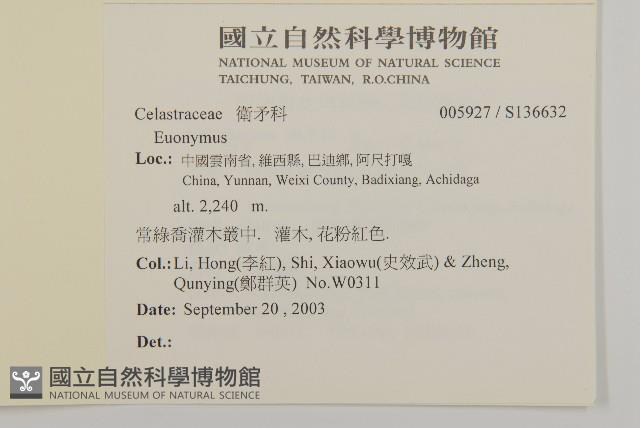 國立自然科學博物館
NATIONAL MUSEUM OF NATURAL SCIENCE
TAICHUNG, TAIWAN, R.O.CHINA
Celastraceae 衛矛科 005927 / S136632
Euonymus
Loc.: 中國雲南省, 維西縣, 巴迪鄉, 阿尺打嘎
China, Yunnan, Weixi County, Badixiang, Achidaga
alt. 2,240 m.
常綠喬灌木叢中. 灌木, 花粉紅色.
Col.: Li, Hong(李紅), Shi, Xiaowu(史效武) & Zheng,
Qunying(鄭群英) No.W0311
Date: September 20 , 2003
Det.:
國立自然科學博物館
NATIONAL MUSEUM OF NATURAL SCIENCE